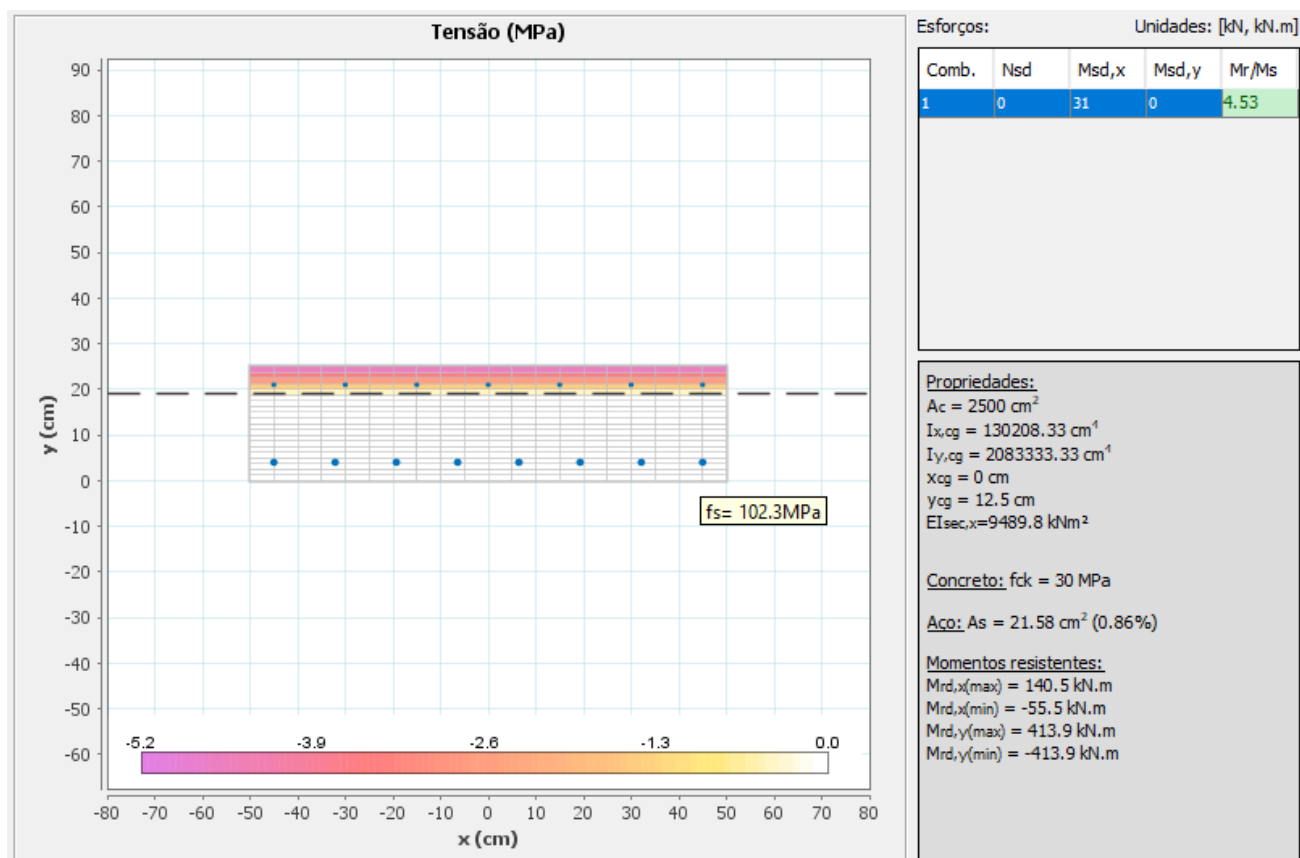 Tensão (MPa)
90
80
70
60
50
40
30
20
10
0
-10
-20
-30
-40
-50
-60
y (cm)
fs= 102.3MPa
-5.2 -3.9 -2.6 -1.3 0.0
-80 -70 -60 -50 -40 -30 -20 -10 0 10 20 30 40 50 60 70 80
x (cm)
Esforços: Unidades: [kN, kN.m]
Comb. Nsd Msd,x Msd,y Mr/Ms
1 0 31 0 4.53
Propriedades:
Ac = 2500 cm²
Ix,cg = 130208.33 cm⁴
Iy,cg = 2083333.33 cm⁴
xcg = 0 cm
ycg = 12.5 cm
EIsec,x=9489.8 kNm²
Concreto: fck = 30 MPa
Aço: As = 21.58 cm² (0.86%)
Momentos resistentes:
Mrd,x(max) = 140.5 kN.m
Mrd,x(min) = -55.5 kN.m
Mrd,y(max) = 413.9 kN.m
Mrd,y(min) = -413.9 kN.m